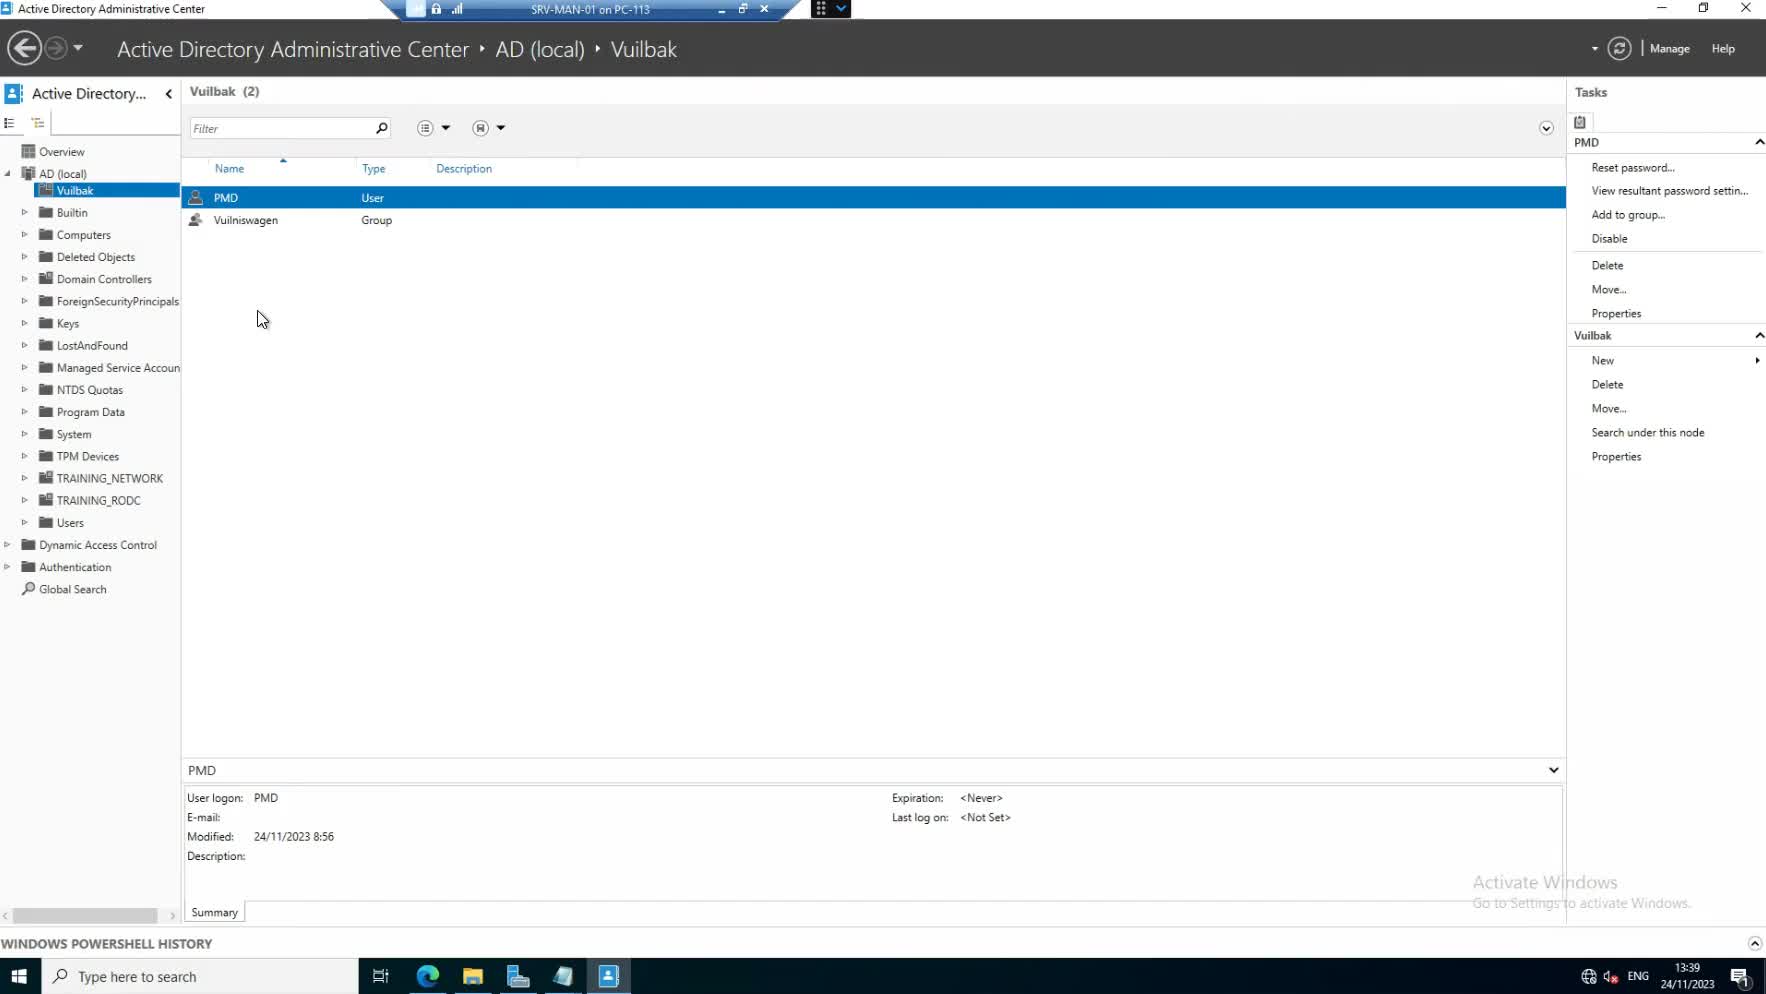 Active Directory Administrative Center
SRV-MAN-01 on PC-113
Active Directory Administrative Center • AD (local) • Vuilbak
Manage
Help
Active Directory...
Vuilbak (2)
Tasks
Filter
PMD
Overview
Name
Type
Description
Reset password...
AD (local)
Vuilbak
PMD
User
View resultant password settin...
Builtin
Vuilniswagen
Group
Add to group...
Computers
Disable
Deleted Objects
Delete
Domain Controllers
Move...
ForeignSecurityPrincipals
Properties
Keys
Vuilbak
LostAndFound
New
Managed Service Accoun
Delete
NTDS Quotas
Move...
Program Data
Search under this node
System
Properties
TPM Devices
TRAINING_NETWORK
TRAINING_RODC
Users
Dynamic Access Control
Authentication
Global Search
PMD
User logon: PMD
Expiration: <Never>
E-mail:
Last log on: <Not Set>
Modified: 24/11/2023 8:56
Description:
Activate Windows
Go to Settings to activate Windows.
Summary
WINDOWS POWERSHELL HISTORY
Type here to search
ENG
13:39
24/11/2023
1